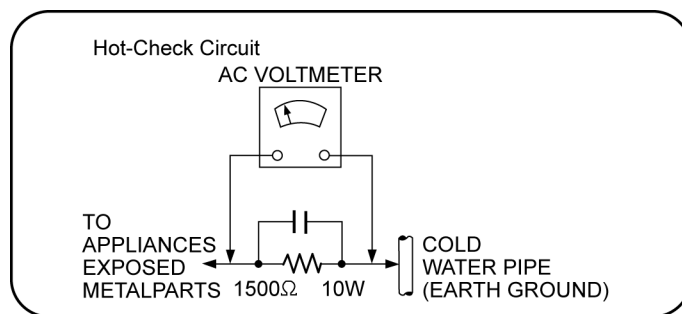 Hot-Check Circuit
AC VOLTMETER
TO
APPLIANCES
EXPOSED
METALPARTS
1500Ω 10W
COLD
WATER PIPE
(EARTH GROUND)